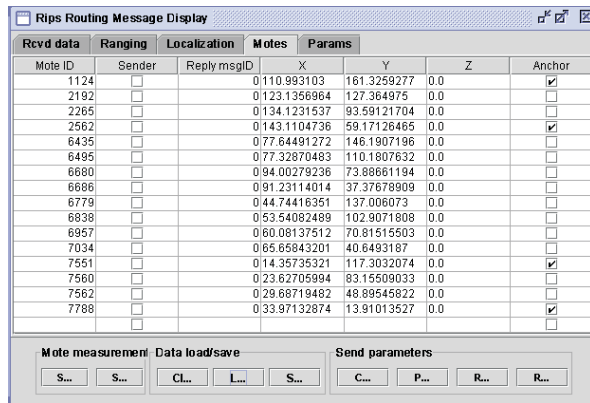 Rips Routing Message Display
Rcvd data Ranging Localization Motes Params
Mote ID Sender Reply msgID X Y Z Anchor
1124 0 110.993103 161.3259277 0.0
2192 0 123.1356964 127.364975 0.0
2265 0 134.1231537 93.59121704 0.0
2562 0 143.1104736 59.17126465 0.0
6435 0 77.64491272 146.1907196 0.0
6495 0 77.32870483 110.1807632 0.0
6680 0 94.00279236 73.88661194 0.0
6686 0 91.23114014 37.37678909 0.0
6779 0 44.74416351 137.006073 0.0
6838 0 53.54082489 102.9071808 0.0
6957 0 60.08137512 70.81515503 0.0
7034 0 65.65843201 40.6493187 0.0
7551 0 14.35735321 117.3032074 0.0
7560 0 23.62705994 83.15509033 0.0
7562 0 29.68719482 48.89545822 0.0
7788 0 33.97132874 13.91013527 0.0
Mote measurement Data load/save Send parameters
S... S... Cl... L... S... C... P... R... R...